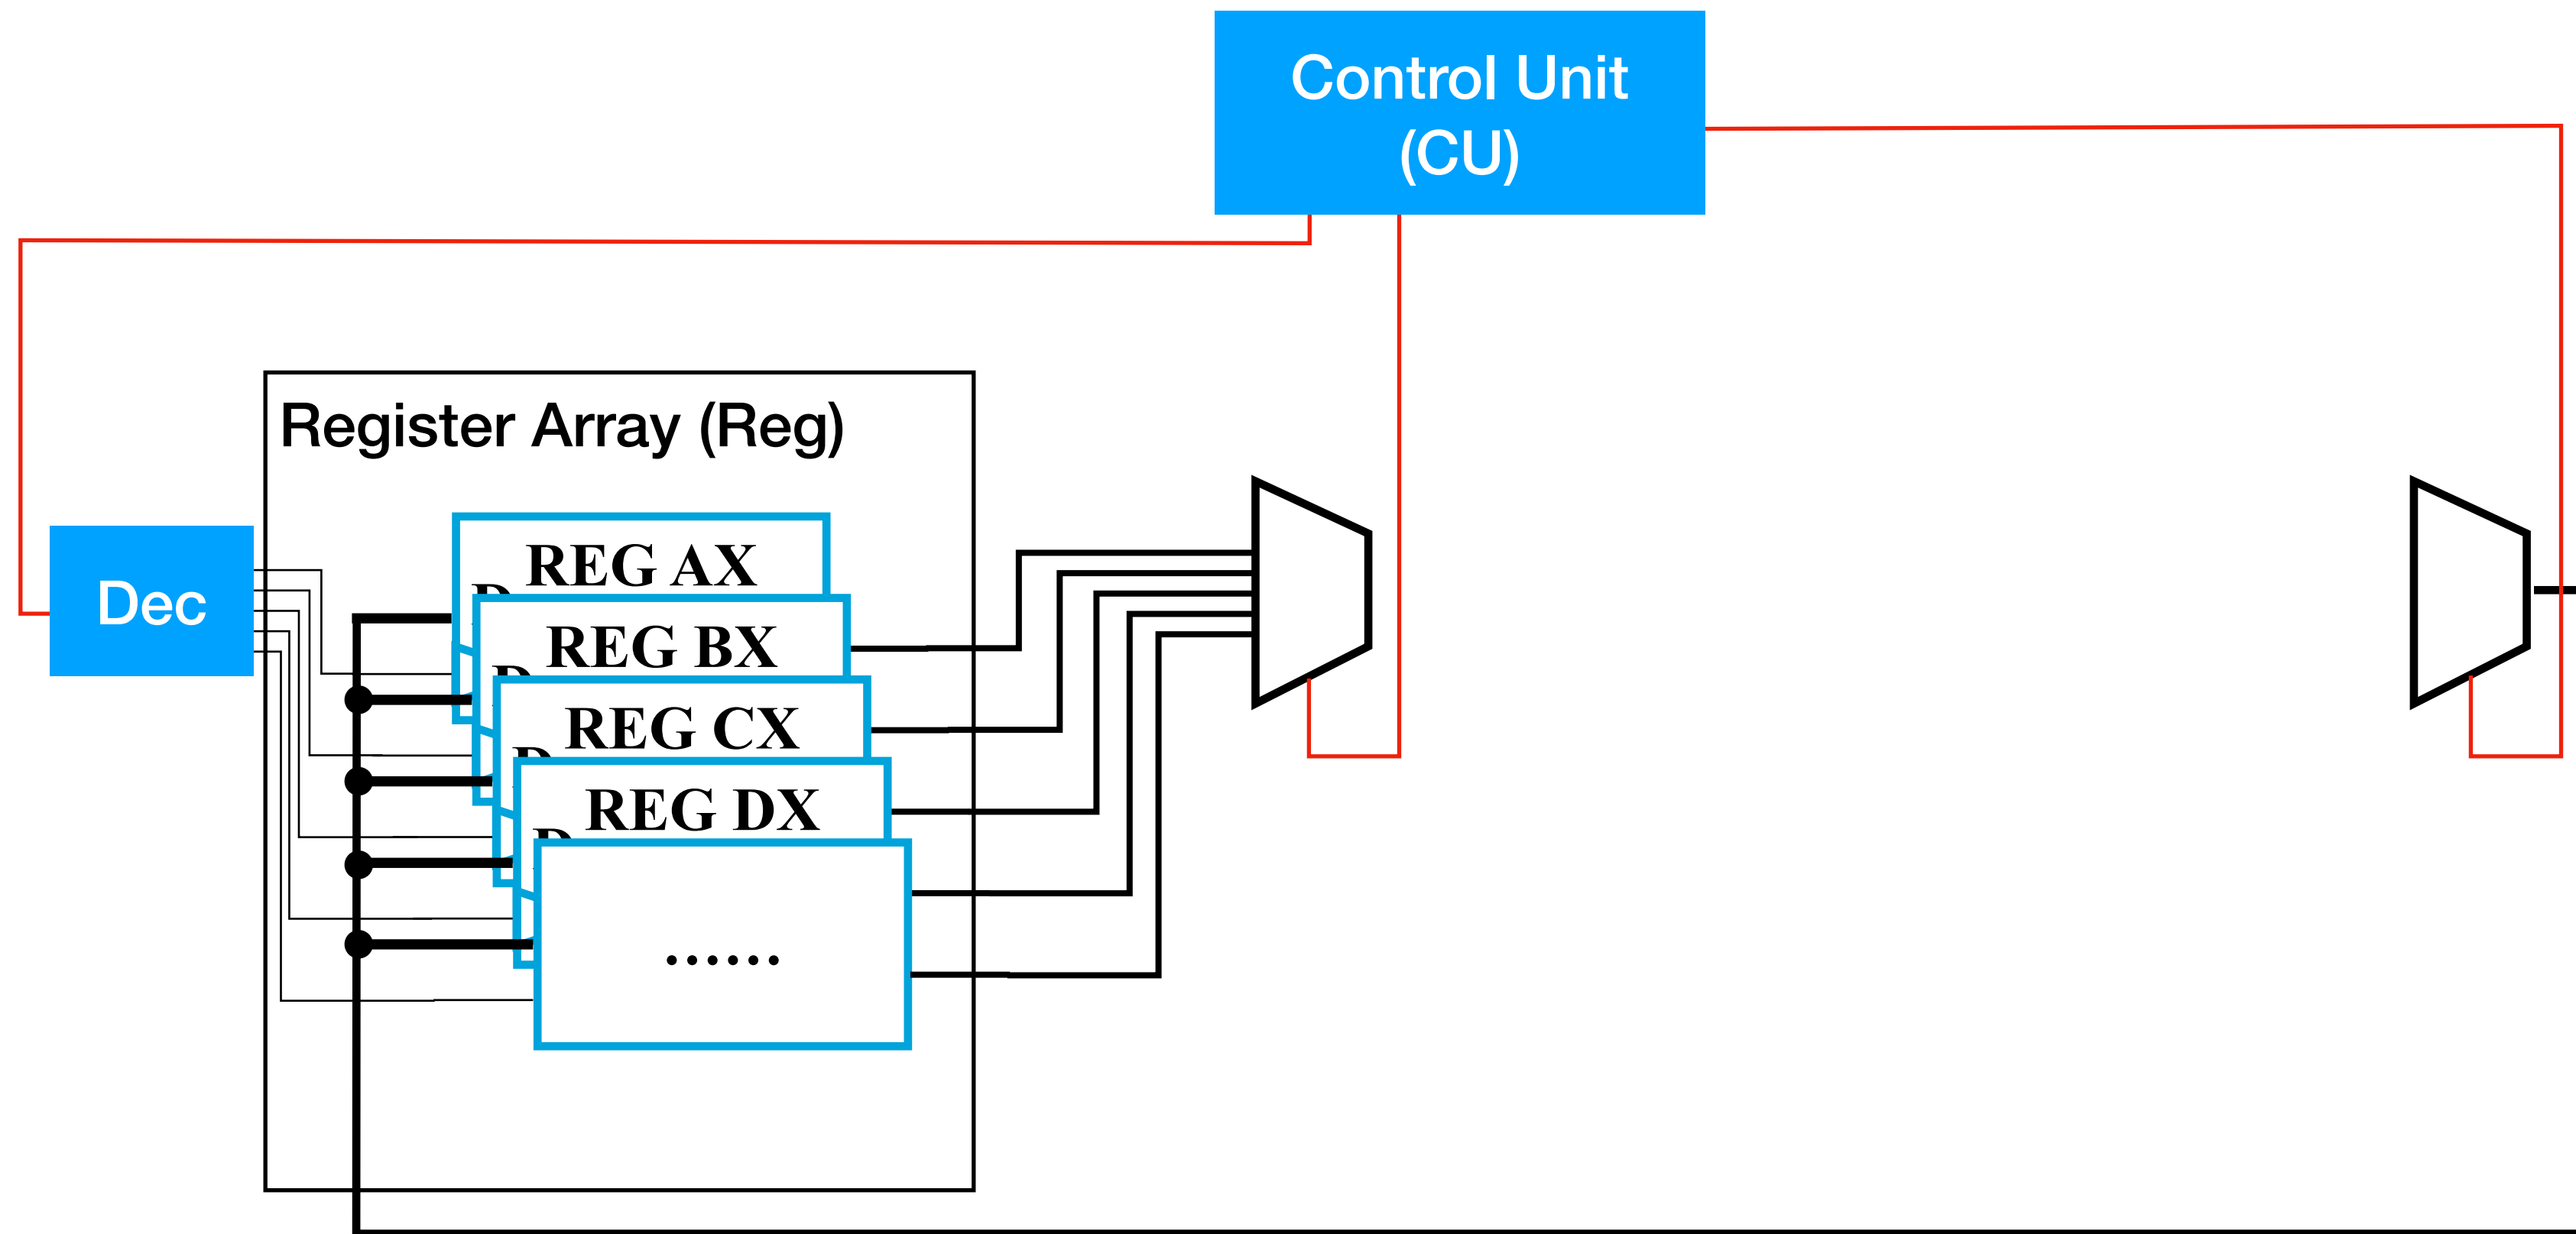 Control Unit
(CU)
Register Array (Reg)
Dec
REG AX
D
REG BX
D
REG CX
D
REG DX
D
.......